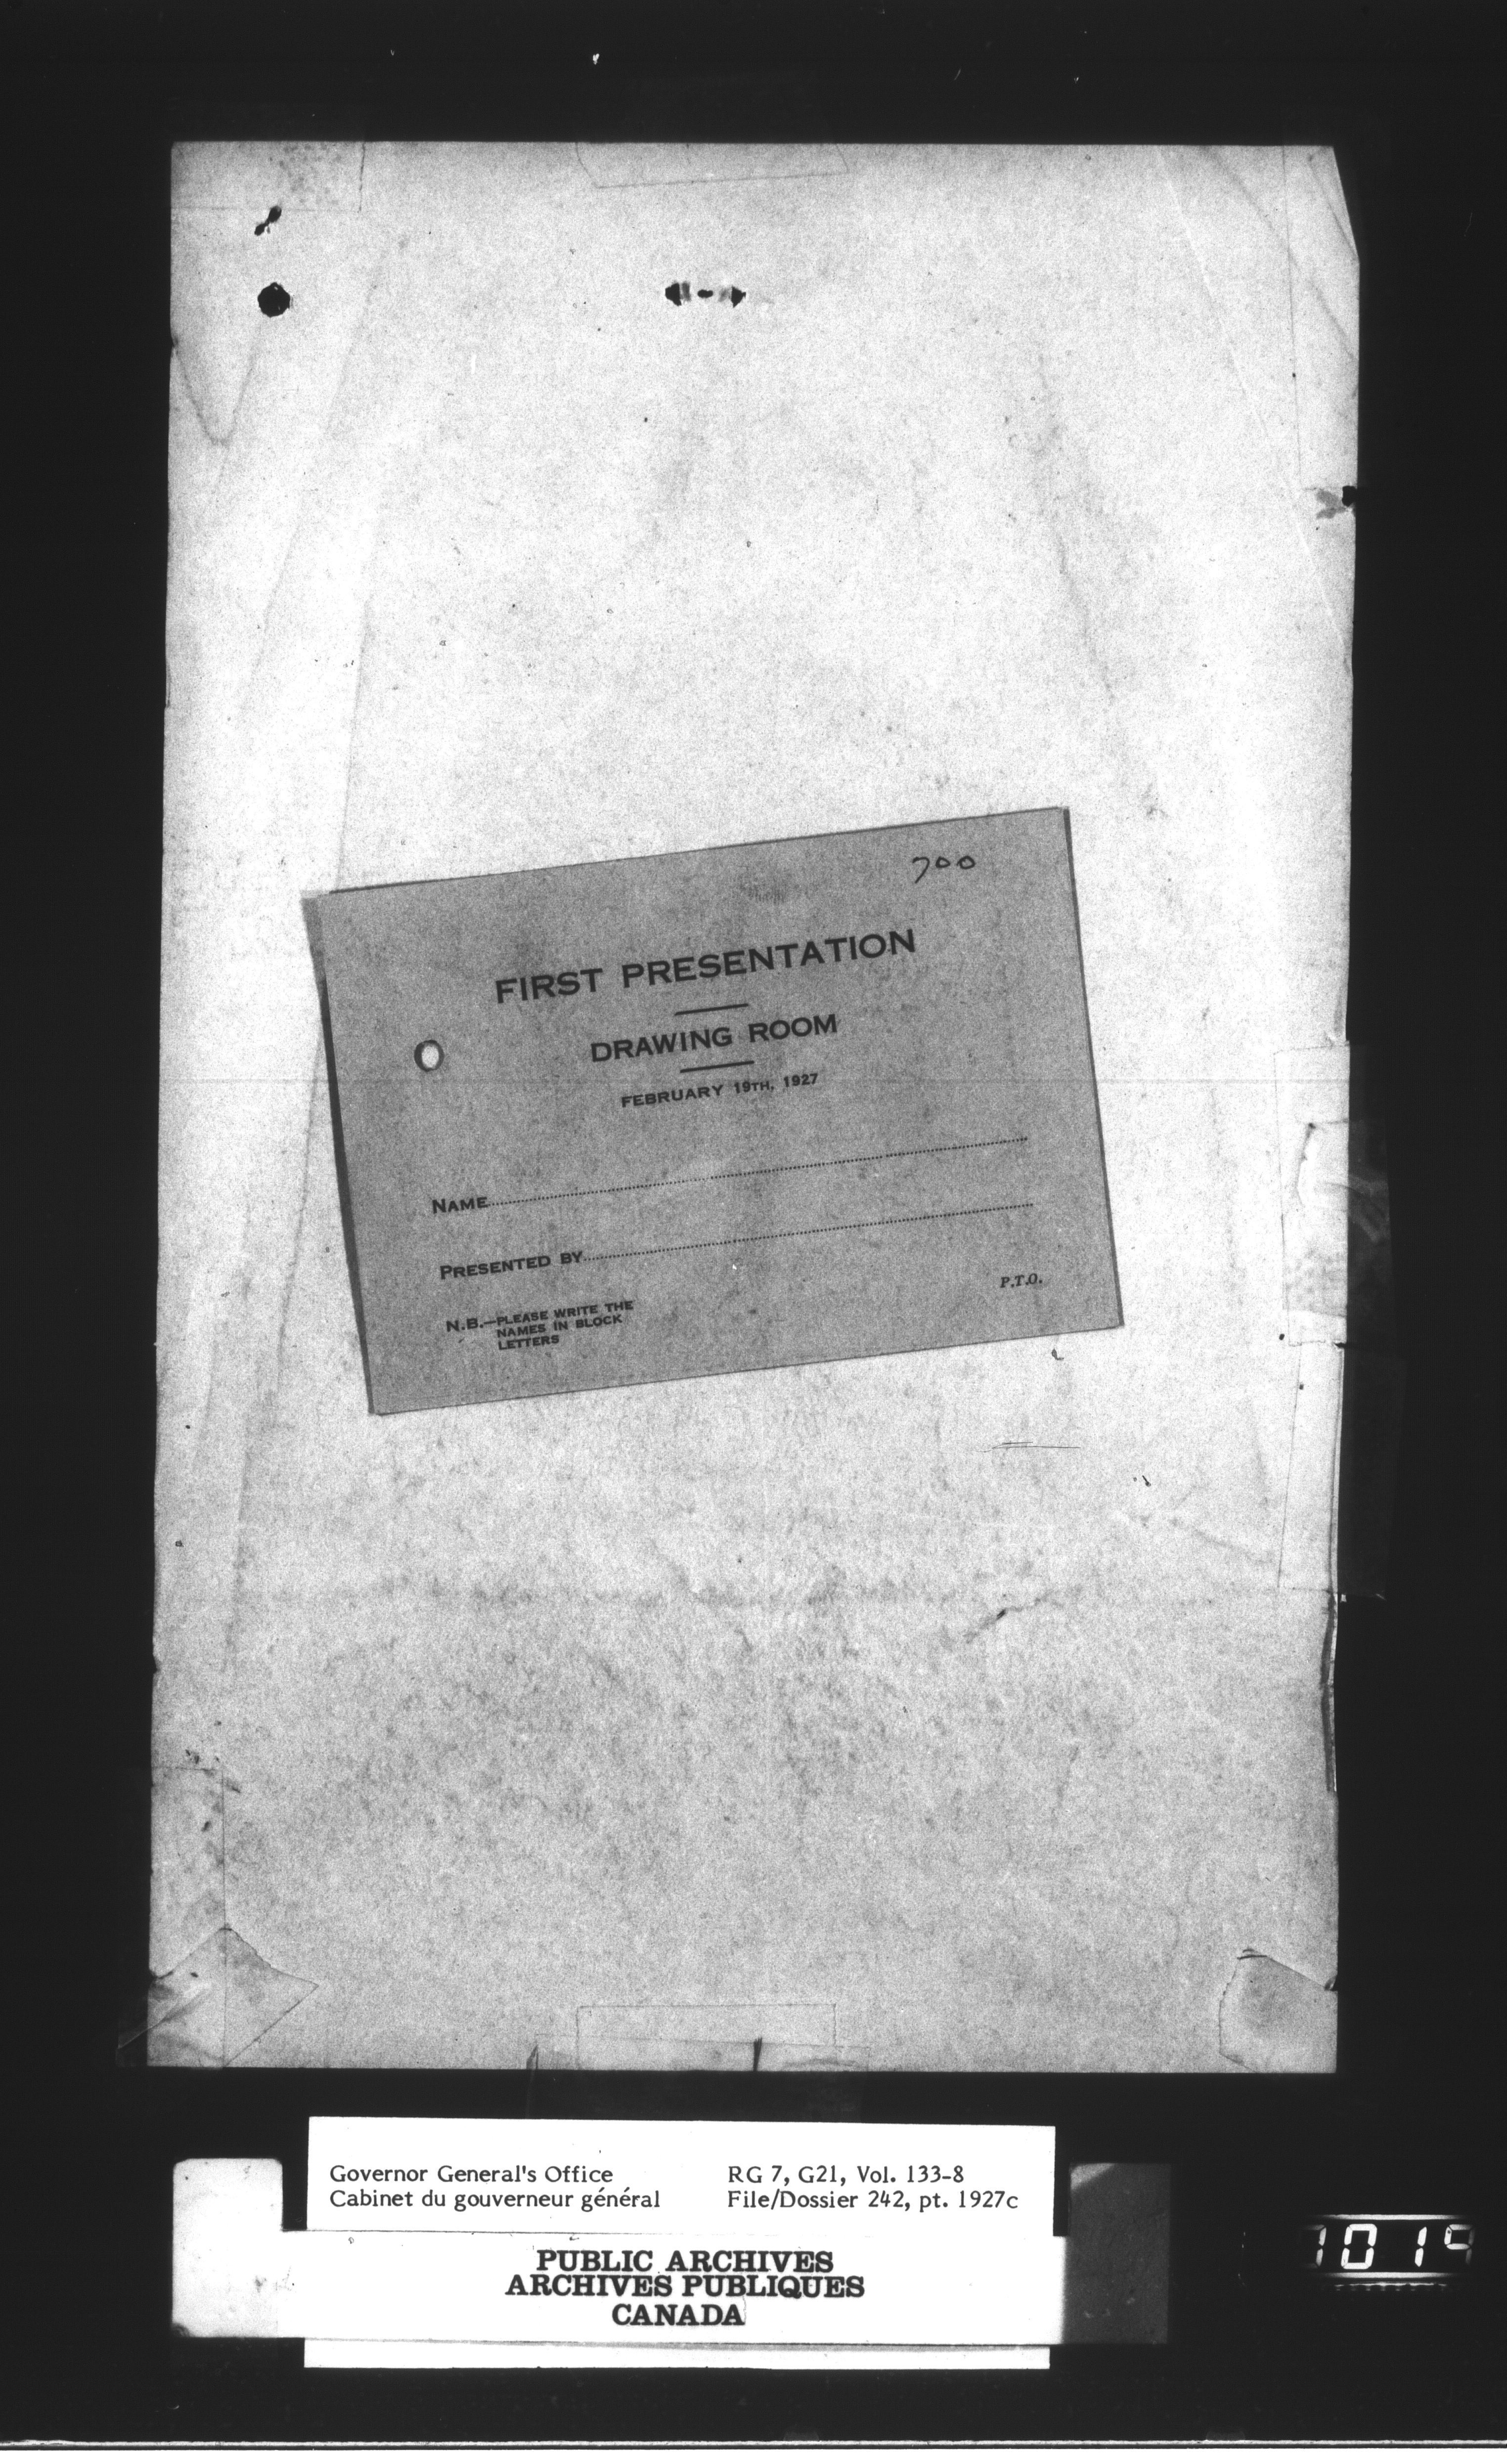 700
FIRST PRESENTATION
DRAWING ROOM
FEBRUARY 19TH, 1927
NAME
PRESENTED BY
P.T.O.
N.B.—PLEASE WRITE THE
NAMES IN BLOCK
LETTERS
Governor General's Office
Cabinet du gouverneur général
RG 7, G21, Vol. 133-8
File/Dossier 242, pt. 1927c
PUBLIC ARCHIVES
ARCHIVES PUBLIQUES
CANADA